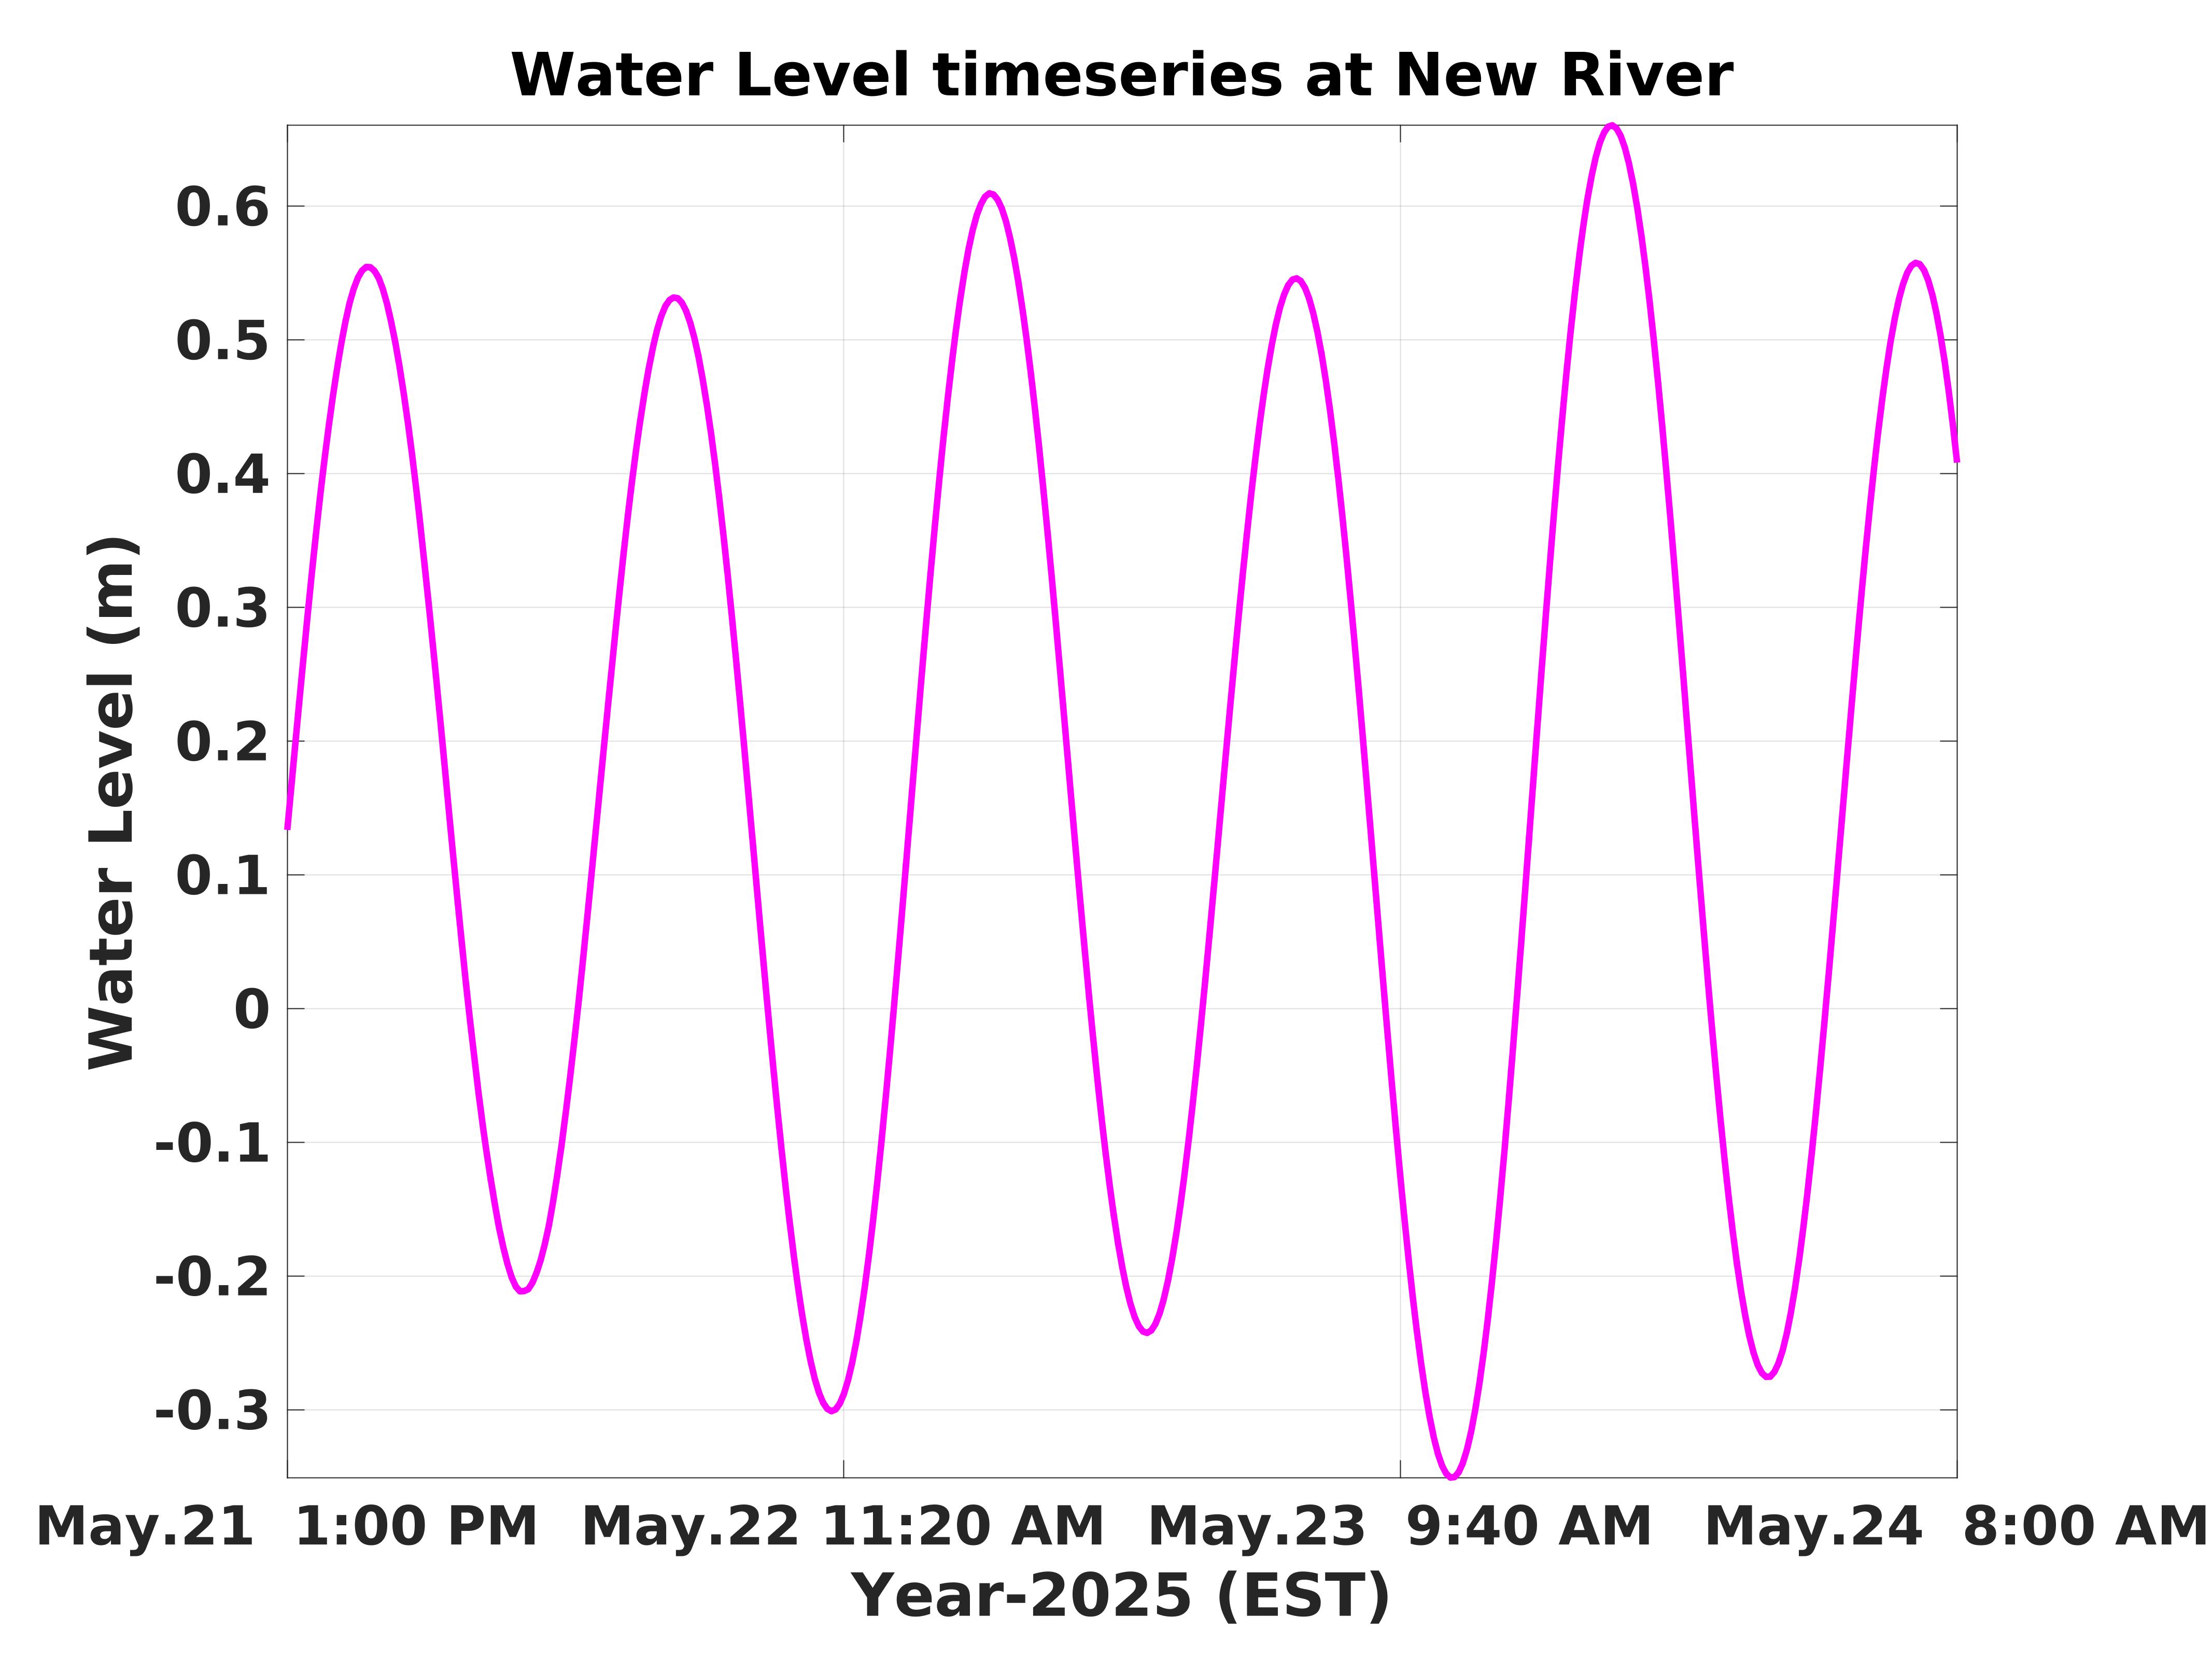 Water Level timeseries at New River
0.6
0.5
0.4
0.3
0.2
0.1
0
-0.1
-0.2
-0.3
Water Level (m)
May.21 1:00 PM May.22 11:20 AM May.23 9:40 AM May.24 8:00 AM
Year-2025 (EST)